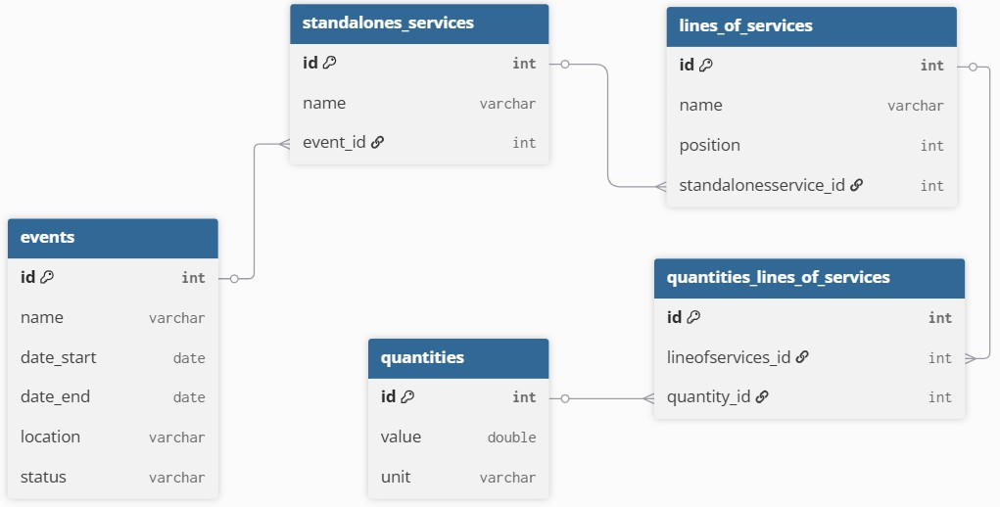 standalones_services
id int
name varchar
event_id int
lines_of_services
id int
name varchar
position int
standalonesservice_id int
events
id int
name varchar
date_start date
date_end date
location varchar
status varchar
quantities
id int
value double
unit varchar
quantities_lines_of_services
id int
lineofservices_id int
quantity_id int